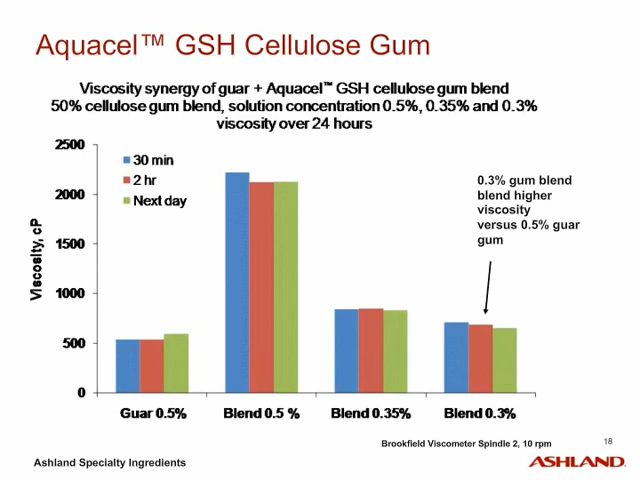 Aquacel™ GSH Cellulose Gum
Viscosity synergy of guar + Aquacel™ GSH cellulose gum blend
50% cellulose gum blend, solution concentration 0.5%, 0.35% and 0.3%
viscosity over 24 hours
2500
2000
1500
1000
500
0
Viscosity, cP
30 min
2 hr
Next day
0.3% gum blend
blend higher
viscosity
versus 0.5% guar
gum
Guar 0.5%
Blend 0.5 %
Blend 0.35%
Blend 0.3%
Brookfield Viscometer Spindle 2, 10 rpm
18
Ashland Specialty Ingredients
ASHLAND